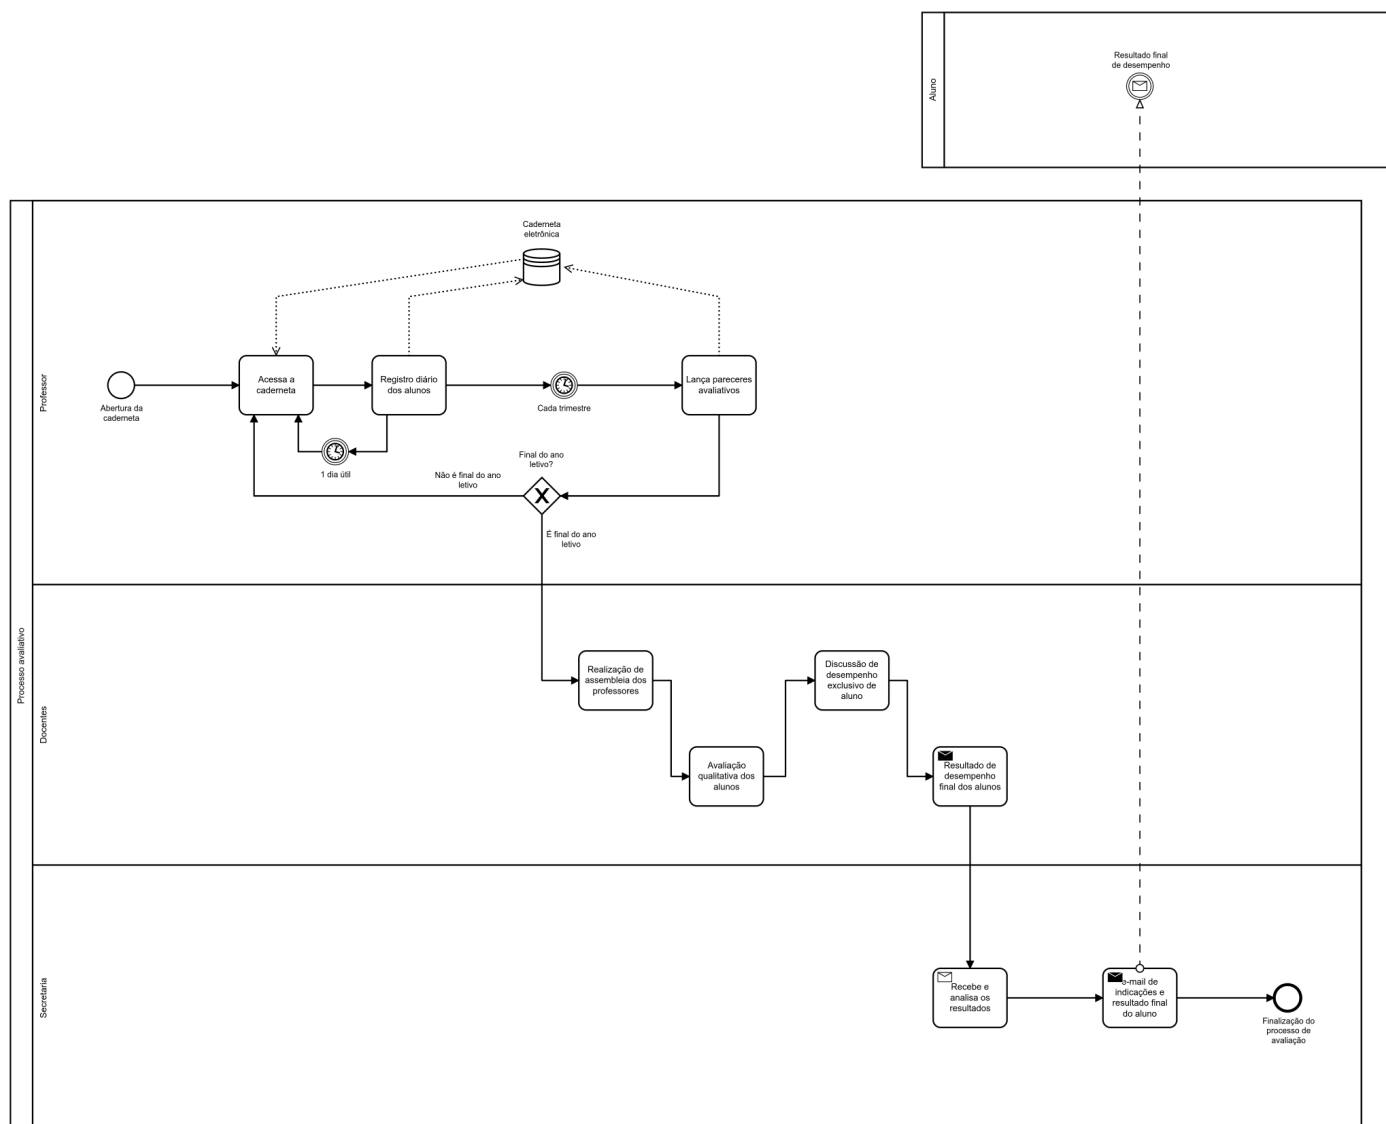 Resultado final
de desempenho
Aluno
Processo avaliativo
Professor
Caderneta
eletrônica
Abertura da
caderneta
Acessa a
caderneta
Registro diário
dos alunos
Cada trimestre
Lança pareceres
avaliativos
1 dia útil
Não é final do ano
letivo
Final do ano
letivo?
É final do ano
letivo
Docentes
Realização de
assembleia dos
professores
Avaliação
qualitativa dos
alunos
Discussão de
desempenho
exclusivo de
aluno
Resultado de
desempenho
final dos alunos
Secretaria
Recebe e
analisa os
resultados
e-mail de
indicações e
resultado final
do aluno
Finalização do
processo de
avaliação